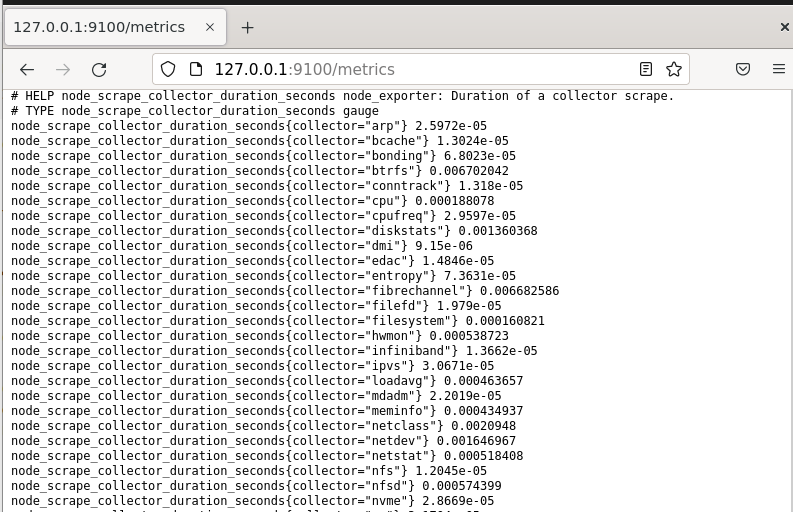 127.0.0.1:9100/metrics
127.0.0.1:9100/metrics
# HELP node_scrape_collector_duration_seconds node_exporter: Duration of a collector scrape.
# TYPE node_scrape_collector_duration_seconds gauge
node_scrape_collector_duration_seconds{collector="arp"} 2.5972e-05
node_scrape_collector_duration_seconds{collector="bcache"} 1.3024e-05
node_scrape_collector_duration_seconds{collector="bonding"} 6.8023e-05
node_scrape_collector_duration_seconds{collector="btrfs"} 0.006702042
node_scrape_collector_duration_seconds{collector="conntrack"} 1.318e-05
node_scrape_collector_duration_seconds{collector="cpu"} 0.000188078
node_scrape_collector_duration_seconds{collector="cpufreq"} 2.9597e-05
node_scrape_collector_duration_seconds{collector="diskstats"} 0.001360368
node_scrape_collector_duration_seconds{collector="dmi"} 9.15e-06
node_scrape_collector_duration_seconds{collector="edac"} 1.4846e-05
node_scrape_collector_duration_seconds{collector="entropy"} 7.3631e-05
node_scrape_collector_duration_seconds{collector="fibrechannel"} 0.006682586
node_scrape_collector_duration_seconds{collector="filefd"} 1.979e-05
node_scrape_collector_duration_seconds{collector="filesystem"} 0.000160821
node_scrape_collector_duration_seconds{collector="hwmon"} 0.000538723
node_scrape_collector_duration_seconds{collector="infiniband"} 1.3662e-05
node_scrape_collector_duration_seconds{collector="ipvs"} 3.0671e-05
node_scrape_collector_duration_seconds{collector="loadavg"} 0.000463657
node_scrape_collector_duration_seconds{collector="mdadm"} 2.2019e-05
node_scrape_collector_duration_seconds{collector="meminfo"} 0.000434937
node_scrape_collector_duration_seconds{collector="netclass"} 0.0020948
node_scrape_collector_duration_seconds{collector="netdev"} 0.001646967
node_scrape_collector_duration_seconds{collector="netstat"} 0.000518408
node_scrape_collector_duration_seconds{collector="nfs"} 1.2045e-05
node_scrape_collector_duration_seconds{collector="nfsd"} 0.000574399
node_scrape_collector_duration_seconds{collector="nvme"} 2.8669e-05